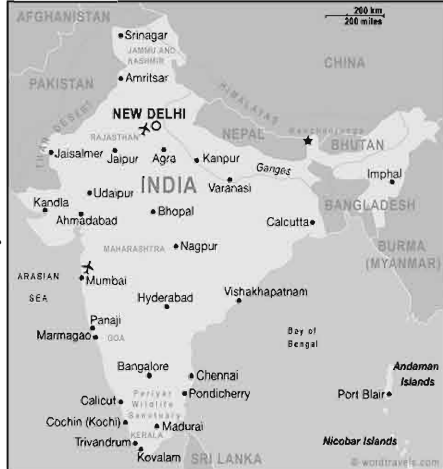 AFGHANISTAN
200 km
200 miles
Srinagar
JAMMU AND
KASHMIR
CHINA
Amritsar
PAKISTAN
HIMALAYAS
NEW DELHI
THAR DESERT
RAJASTHAN
NEPAL
Kanchenjunga
BHUTAN
Jaisalmer
Jaipur
Agra
Kanpur
Ganges
Imphal
Varanasi
INDIA
Udaipur
Kandla
Ahmadabad
Bhopal
BANGLADESH
Calcutta
MAHARASHTRA
Nagpur
BURMA
(MYANMAR)
ARABIAN
SEA
Mumbai
Hyderabad
Vishakhapatnam
Panaji
Marmagao
GOA
Bay of
Bengal
Bangalore
Chennai
Andaman
Islands
Calicut
Periyar
Wildlife
Sanctuary
Pondicherry
Port Blair
Cochin (Kochi)
Madurai
KERALA
Trivandrum
Kovalam
SRI LANKA
Nicobar Islands
© worldtravels.com